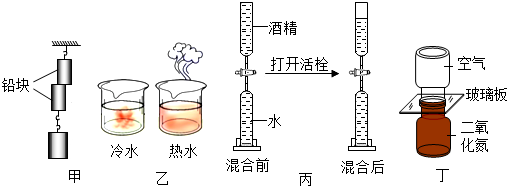 铅块
甲
冷水
热水
乙
酒精
打开活栓
水
混合前
混合后
丙
空气
玻璃板
二氧
化氮
丁